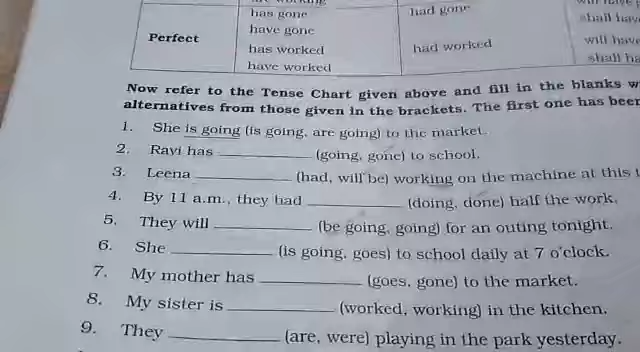 has gone had gone
have gone shall have
Perfect
has worked had worked will have
have worked
Now refer to the Tense Chart given above and fill in the blanks
alternatives from those given in the brackets. The first one has been
1. She is going (is going, are going) to the market.
2. Ravi has __________ (going, gone) to school.
3. Leena __________ (had, will be) working on the machine at this
4. By 11 a.m., they had __________ (doing, done) half the work.
5. They will __________ (be going, going) for an outing tonight.
6. She __________ (is going, goes) to school daily at 7 o'clock.
7. My mother has __________ (goes, gone) to the market.
8. My sister is __________ (worked, working) in the kitchen.
9. They __________ (are, were) playing in the park yesterday.